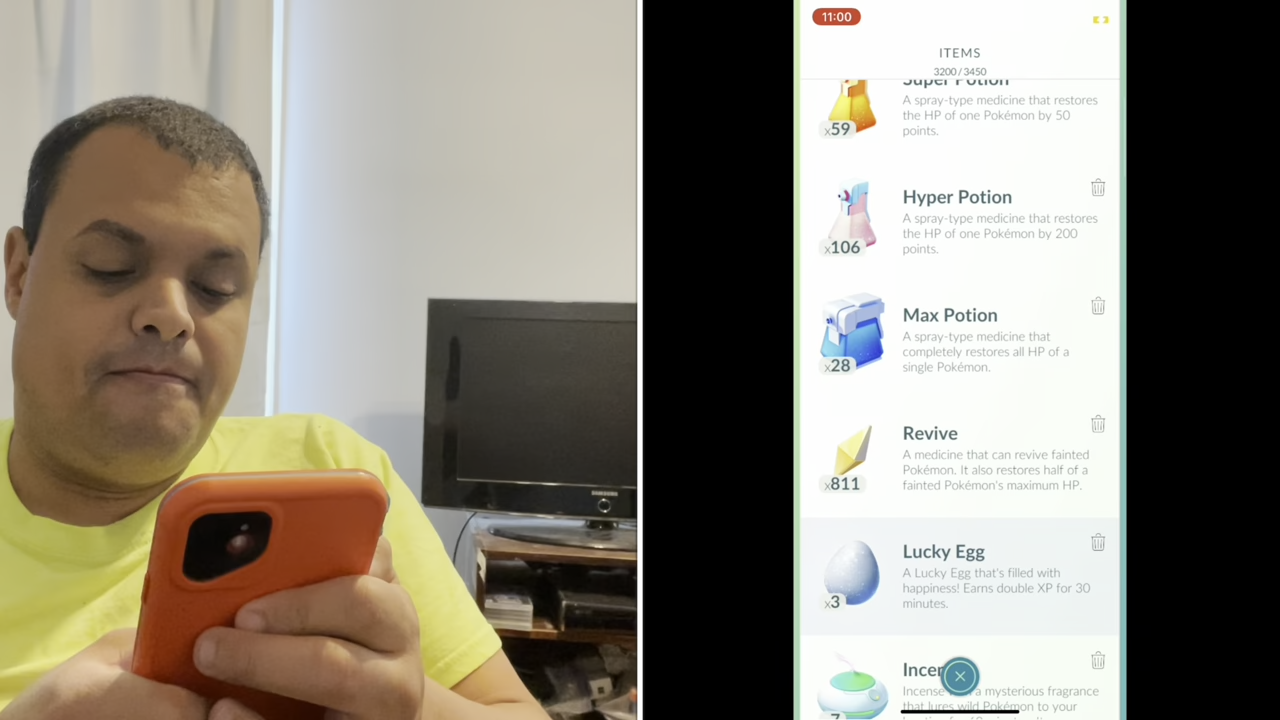 11:00
ITEMS
3200 / 3450
Super Potion
A spray-type medicine that restores
the HP of one Pokémon by 50
points.
x59
Hyper Potion
A spray-type medicine that restores
the HP of one Pokémon by 200
points.
x106
Max Potion
A spray-type medicine that
completely restores all HP of a
single Pokémon.
x28
Revive
A medicine that can revive fainted
Pokémon. It also restores half of a
fainted Pokémon's maximum HP.
x811
Lucky Egg
A Lucky Egg that's filled with
happiness! Earns double XP for 30
minutes.
x3
Incen
Incense a mysterious fragrance
that lures wild Pokémon to your
SAMSUNG